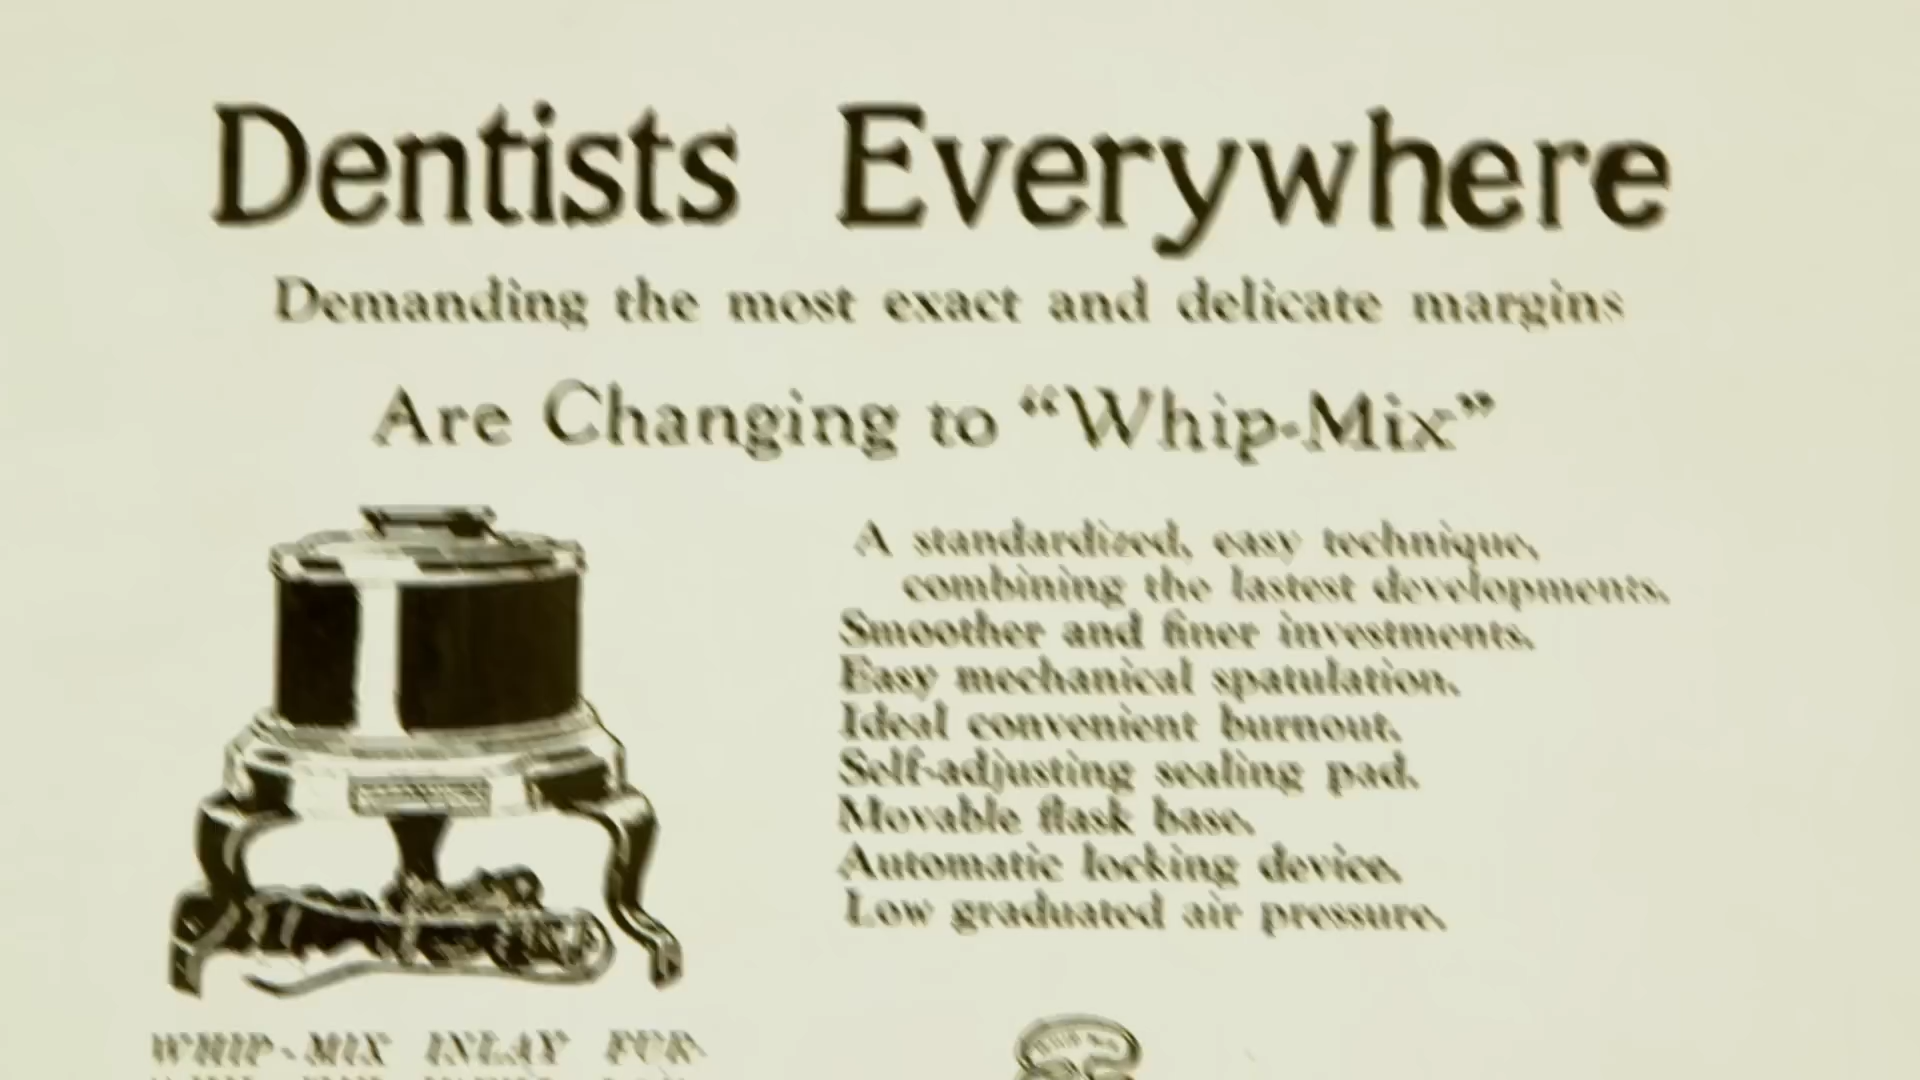 Dentists Everywhere
Demanding the most exact and delicate margins
Are Changing to “Whip-Mix”
A standardized, easy technique,
combining the lastest developments.
Smoother and finer investments.
Easy mechanical spatulation.
Ideal convenient burnout.
Self-adjusting sealing pad.
Movable flask base.
Automatic locking device.
Low graduated air pressure.
WHIP-MIX INLAY FUR-